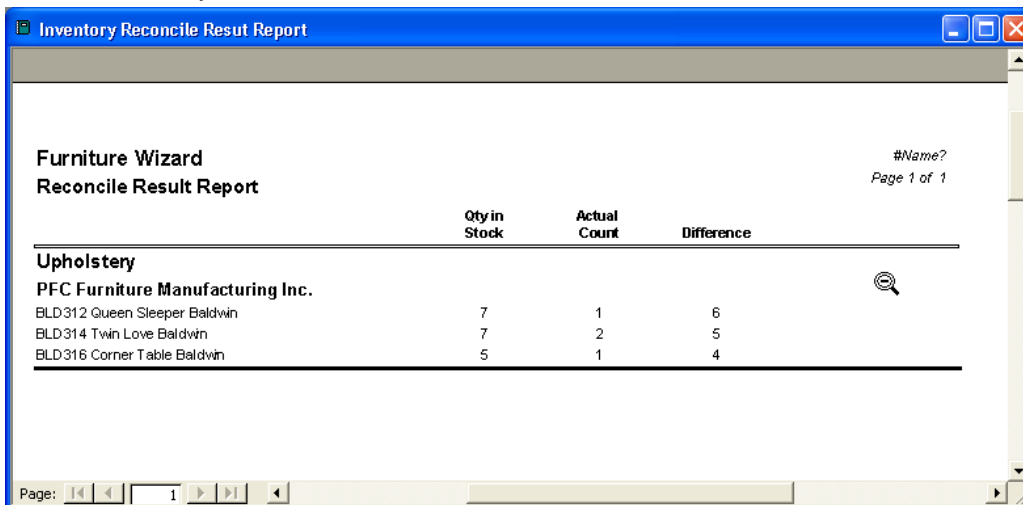 Inventory Reconcile Resut Report
Furniture Wizard
#Name?
Reconcile Result Report
Page 1 of 1
Qty in Stock Actual Count Difference
Upholstery
PFC Furniture Manufacturing Inc.
BLD312 Queen Sleeper Baldwin 7 1 6
BLD314 Twin Love Baldwin 7 2 5
BLD316 Corner Table Baldwin 5 1 4
Page: 1